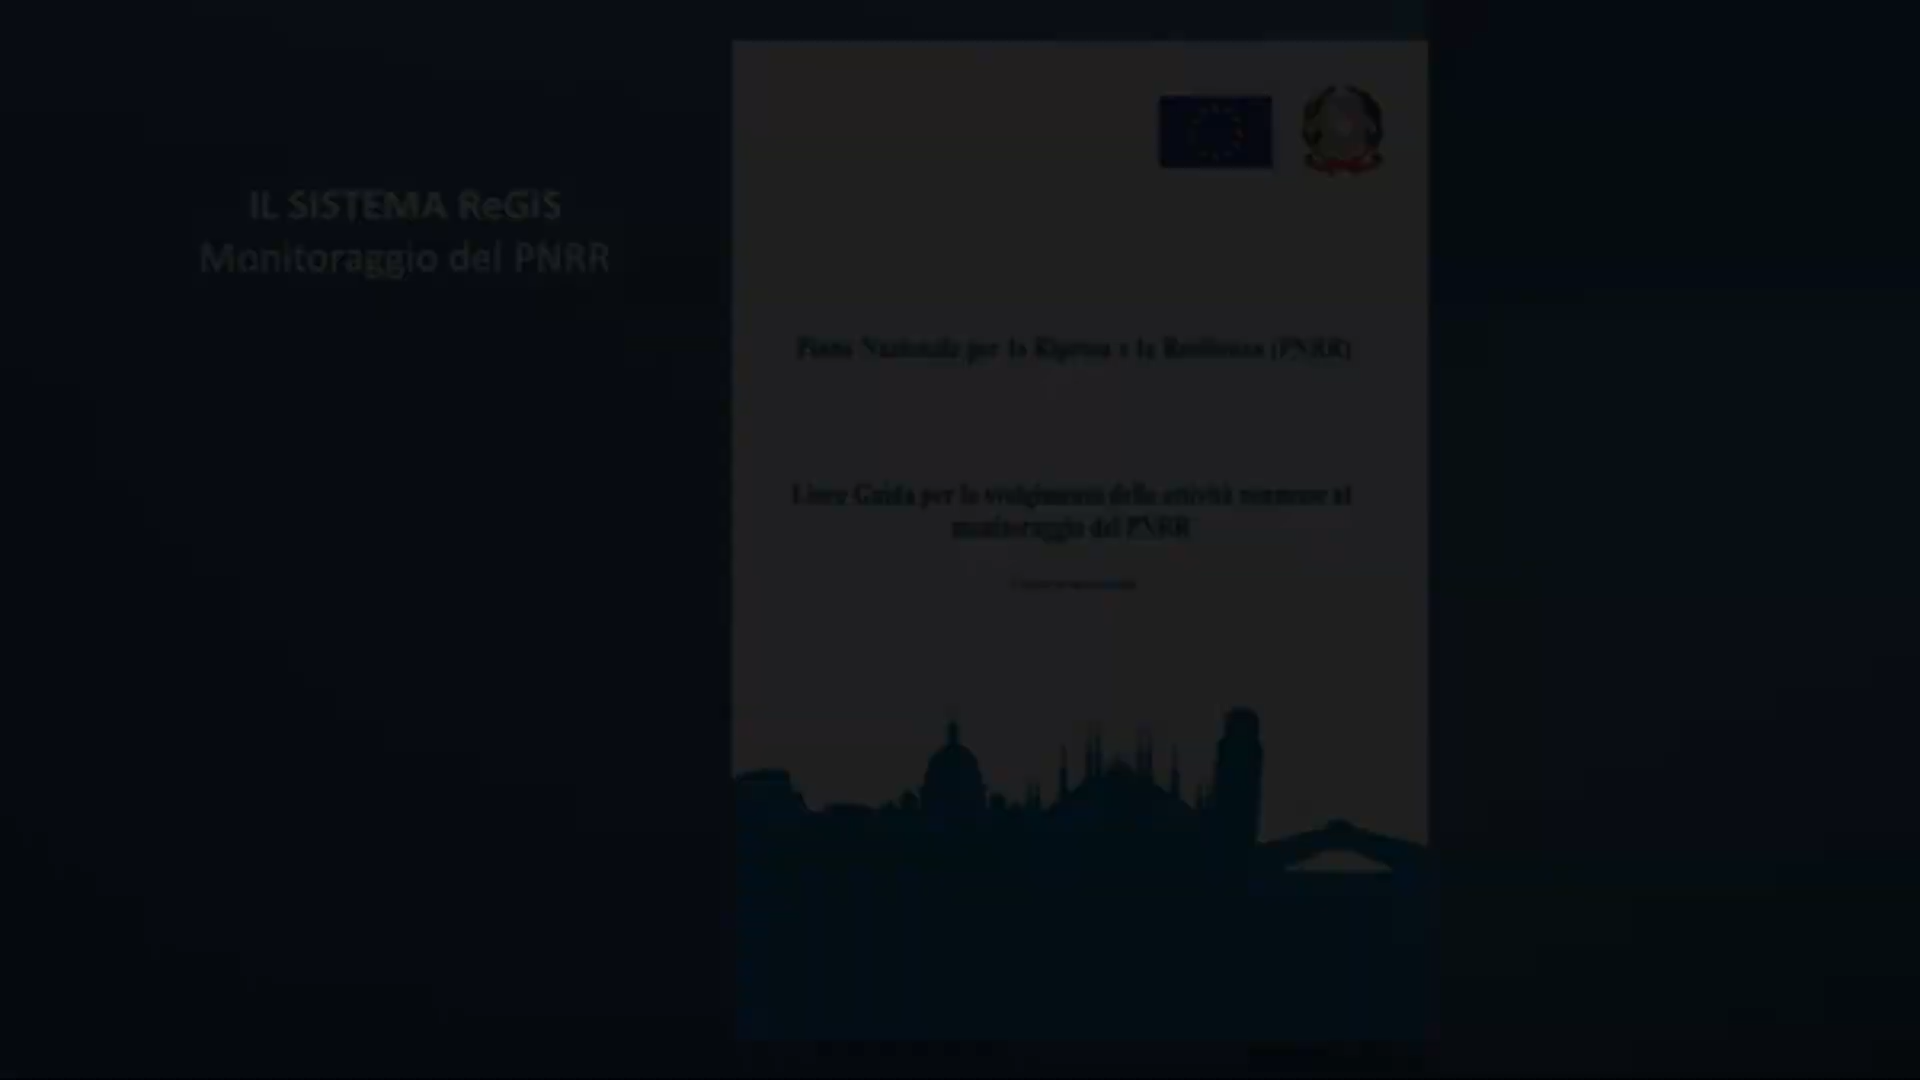 IL SISTEMA ReGiS
Monitoraggio del PNRR
Piano Nazionale per la Ripresa e la Resilienza (PNRR)
Linee Guida per lo svolgimento delle attività connesse al
monitoraggio del PNRR